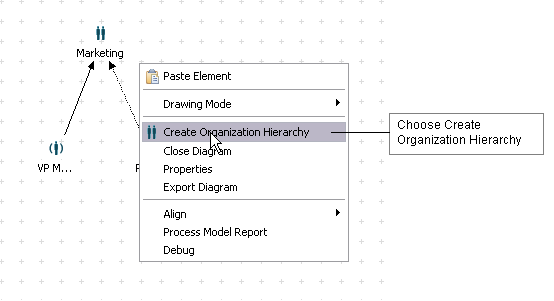 Marketing
Paste Element
Drawing Mode
Create Organization Hierarchy
Choose Create
Organization Hierarchy
Close Diagram
VP M...
P
Properties
Export Diagram
Align
Process Model Report
Debug